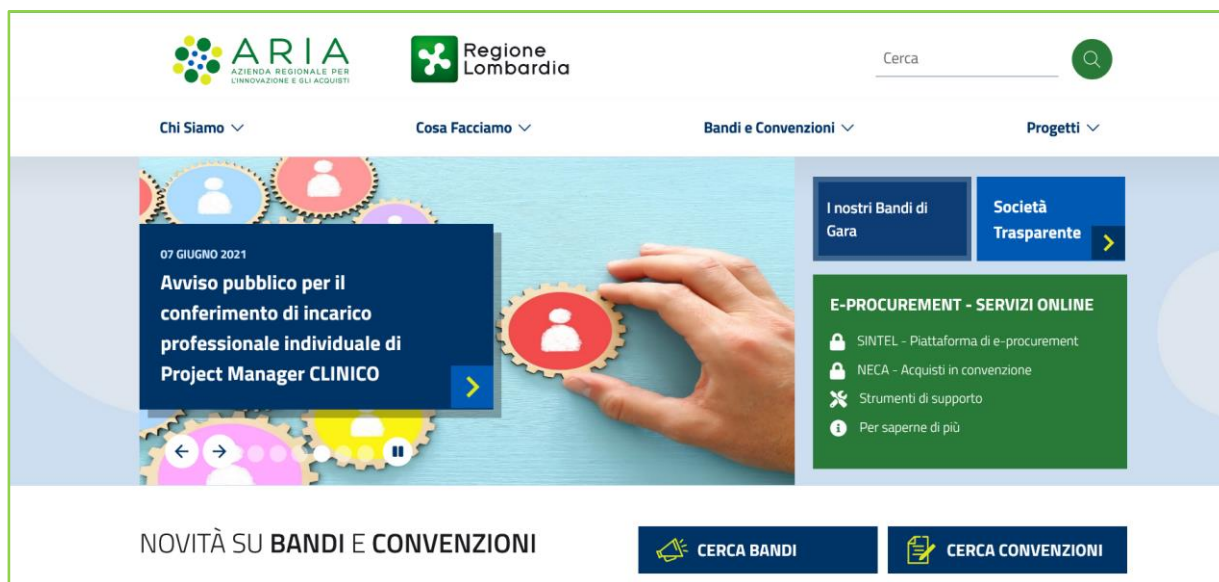 ARIA
AZIENDA REGIONALE PER
L'INNOVAZIONE E GLI ACQUISTI
Regione
Lombardia
Cerca
Chi Siamo
Cosa Facciamo
Bandi e Convenzioni
Progetti
07 GIUGNO 2021
Avviso pubblico per il
conferimento di incarico
professionale individuale di
Project Manager CLINICO
I nostri Bandi di
Gara
Società
Trasparente
E-PROCUREMENT - SERVIZI ONLINE
SINTEL - Piattaforma di e-procurement
NECA - Acquisti in convenzione
Strumenti di supporto
Per saperne di più
NOVITÀ SU BANDI E CONVENZIONI
CERCA BANDI
CERCA CONVENZIONI